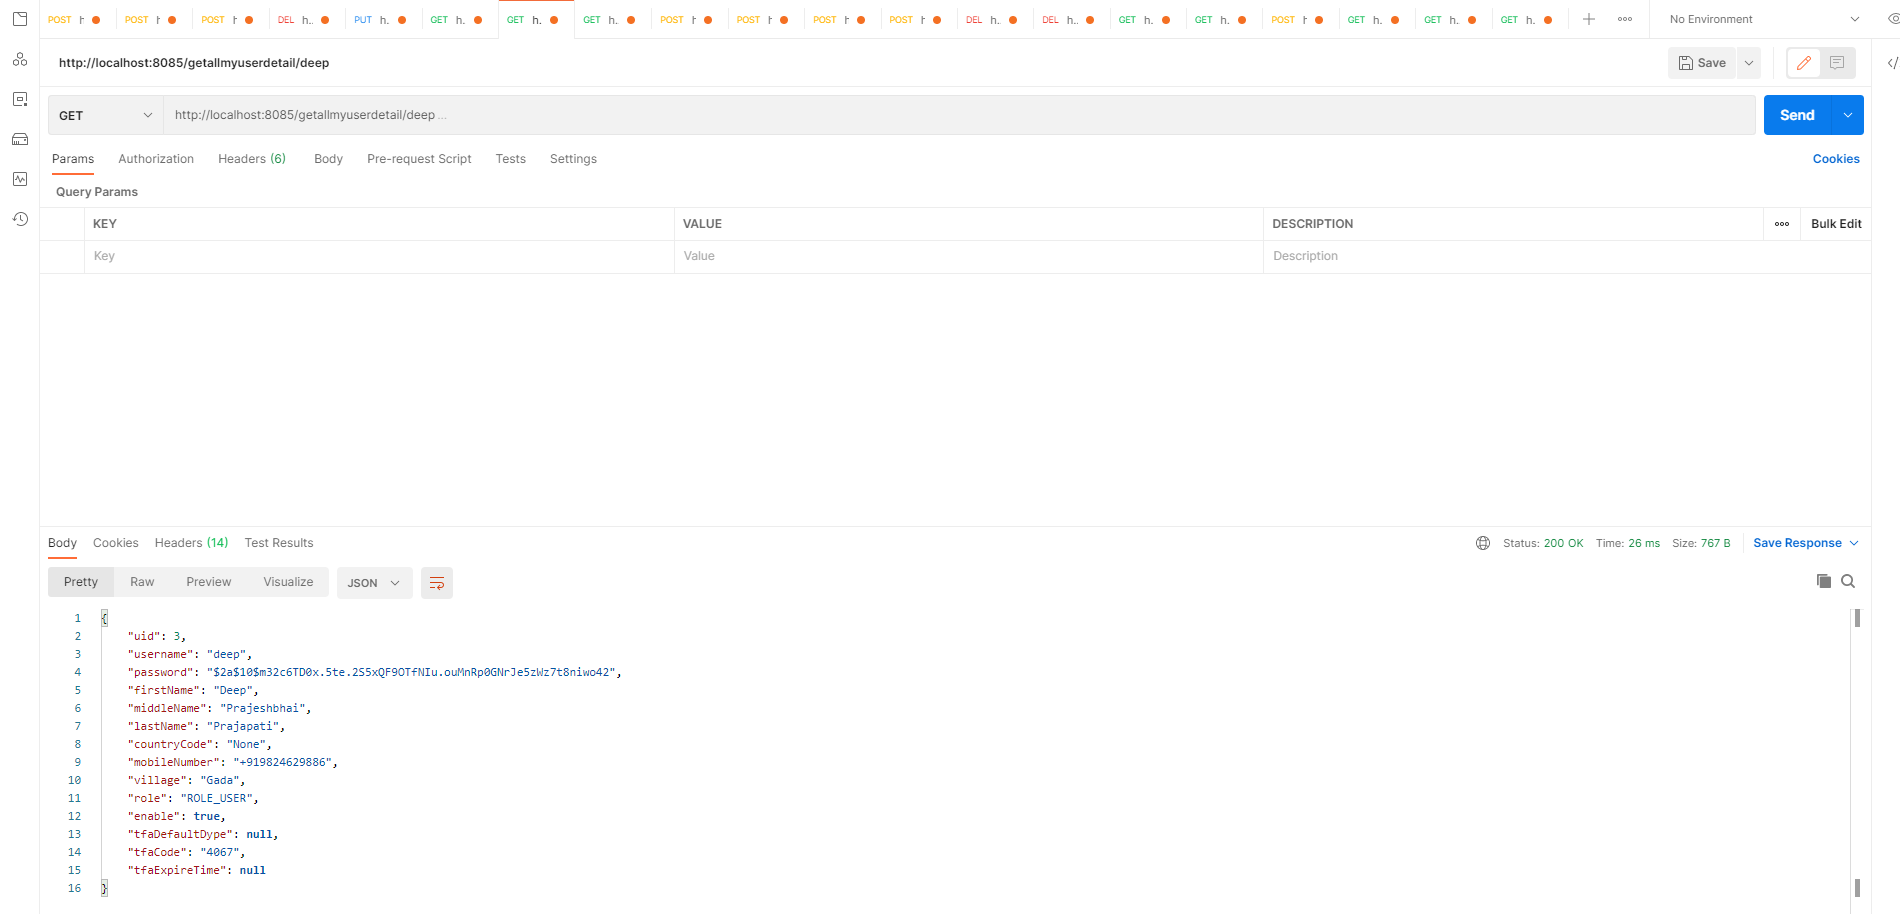 POST h POST h POST h DEL h.. PUT h. GET h. GET h. GET h. POST h POST h POST h POST h DEL h.. DEL h.. GET h. GET h. POST h GET h. GET h. GET h. No Environment
http://localhost:8085/getallmyuserdetail/deep Save
GET http://localhost:8085/getallmyuserdetail/deep ... Send
Params Authorization Headers (6) Body Pre-request Script Tests Settings Cookies
Query Params
KEY VALUE DESCRIPTION Bulk Edit
Key Value Description
Body Cookies Headers (14) Test Results Status: 200 OK Time: 26 ms Size: 767 B Save Response
Pretty Raw Preview Visualize JSON
1 {
2 "uid": 3,
3 "username": "deep",
4 "password": "$2a$10$m32c6TD0x.5te.2S5xQF9OTfNIu.ouMnRp0GNrJe5zWz7t8niwo42",
5 "firstName": "Deep",
6 "middleName": "Prajeshbhai",
7 "lastName": "Prajapati",
8 "countryCode": "None",
9 "mobileNumber": "+919824629886",
10 "village": "Gada",
11 "role": "ROLE_USER",
12 "enable": true,
13 "tfaDefaultDype": null,
14 "tfaCode": "4067",
15 "tfaExpireTime": null
16 }